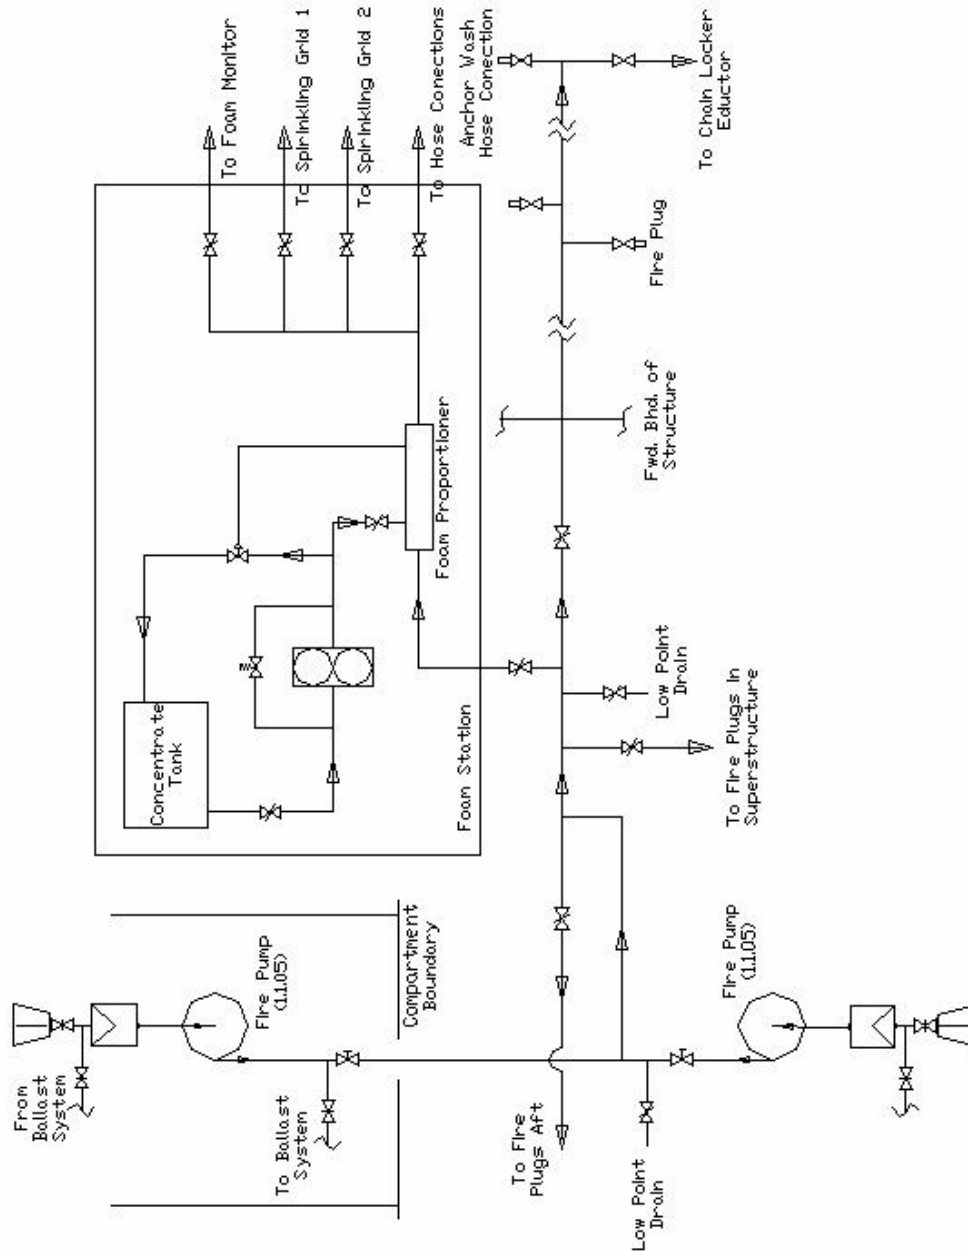 To Foam Monitor
To Spirinkling Grid 1
To Spirinkling Grid 2
To Hose Conections
Anchor Wash
Hose Conection
To Chain Locker
Eductor
Fire Plug
Fwd. Bhd. of
Structure
Foam Proportioner
Concentrate
Tank
Foam Station
Low Point
Drain
To Fire Plugs In
Superstructure
Fire Pump
(1.1.05)
Compartment
Boundary
Fire Pump
(1.1.05)
From
Ballast
System
To Ballast
System
To Fire
Plugs Aft
Low Point
Drain